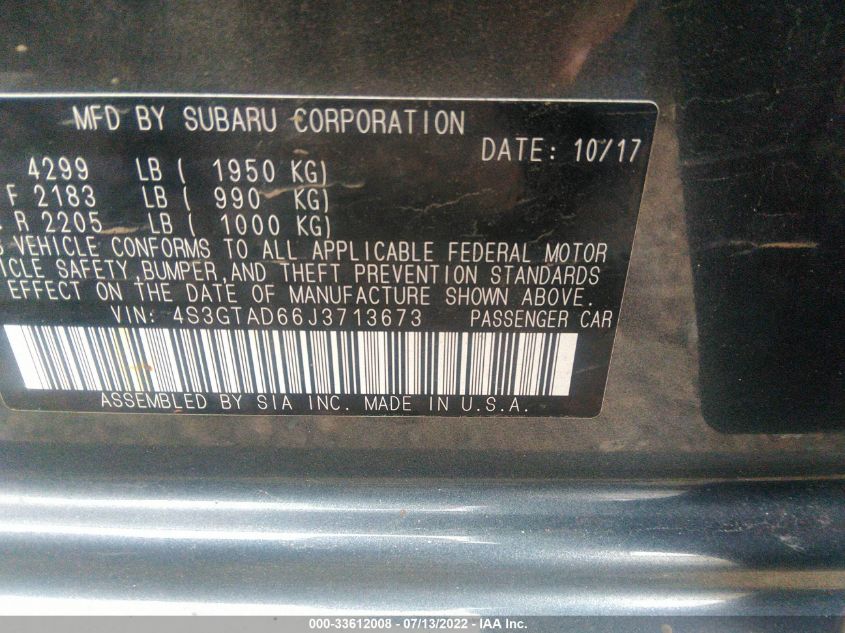 MFD BY SUBARU CORPORATION
DATE: 10/17
4299 LB ( 1950 KG)
F 2183 LB ( 990 KG)
R 2205 LB ( 1000 KG)
VEHICLE CONFORMS TO ALL APPLICABLE FEDERAL MOTOR
ICLE SAFETY,BUMPER,AND THEFT PREVENTION STANDARDS
EFFECT ON THE DATE OF MANUFACTURE SHOWN ABOVE.
VIN: 4S3GTAD66J3713673 PASSENGER CAR
ASSEMBLED BY SIA INC. MADE IN U.S.A.
000-33612008 - 07/13/2022 - IAA Inc.